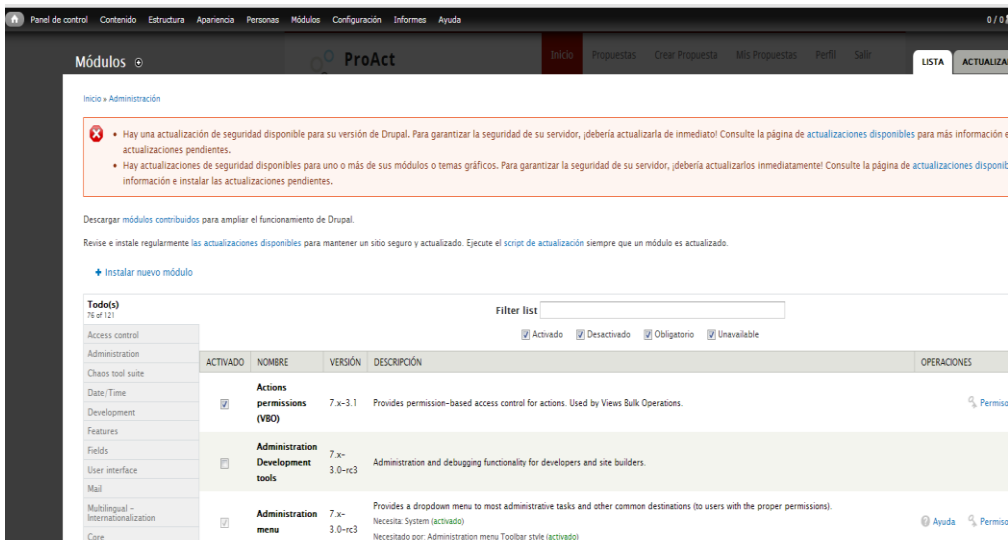 Panel de control Contenido Estructura Apariencia Personas Módulos Configuración Informes Ayuda 0 / 0
Módulos
ProAct
Inicio Propuestas Crear Propuesta Mis Propuestas Perfil Salir
LISTA ACTUALIZA
Inicio » Administración
• Hay una actualización de seguridad disponible para su versión de Drupal. Para garantizar la seguridad de su servidor, ¡debería actualizarla de inmediato! Consulte la página de actualizaciones disponibles para más información e
actualizaciones pendientes.
• Hay actualizaciones de seguridad disponibles para uno o más de sus módulos o temas gráficos. Para garantizar la seguridad de su servidor, ¡debería actualizarlos inmediatamente! Consulte la página de actualizaciones disponib
información e instalar las actualizaciones pendientes.
Descargar módulos contribuidos para ampliar el funcionamiento de Drupal.
Revise e instale regularmente las actualizaciones disponibles para mantener un sitio seguro y actualizado. Ejecute el script de actualización siempre que un módulo es actualizado.
+ Instalar nuevo módulo
Todo(s)
76 of 121
Access control
Administration
Chaos tool suite
Date/Time
Development
Features
Fields
User interface
Mail
Multilingual -
Internationalization
Core
Filter list
Activado Desactivado Obligatorio Unavailable
ACTIVADO NOMBRE VERSIÓN DESCRIPCIÓN OPERACIONES
Actions
permissions
(VBO)
7.x-3.1
Provides permission-based access control for actions. Used by Views Bulk Operations.
Permiso
Administration
Development
tools
7.x-
3.0-rc3
Administration and debugging functionality for developers and site builders.
Administration
menu
7.x-
3.0-rc3
Provides a dropdown menu to most administrative tasks and other common destinations (to users with the proper permissions).
Necesita: System (activado)
Necesitado por: Administration menu Toolbar style (activado)
Ayuda Permiso